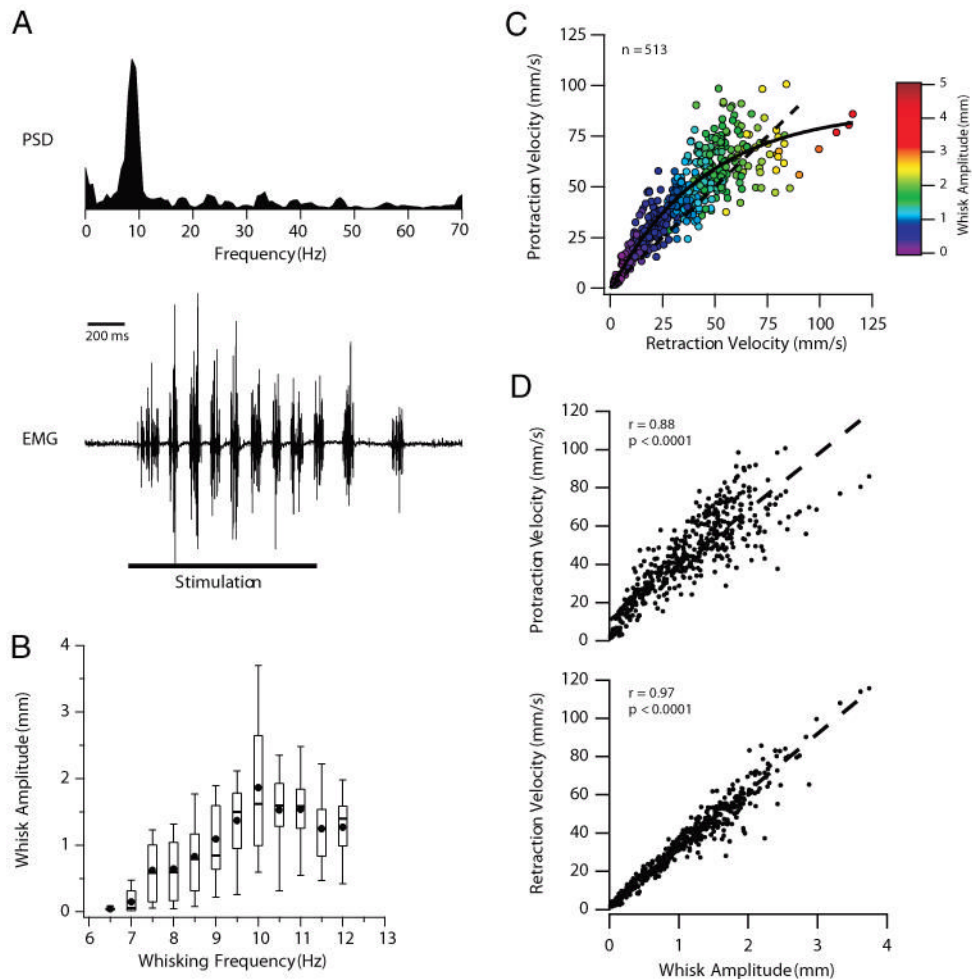 A
PSD
0 10 20 30 40 50 60 70
Frequency (Hz)
200 ms
EMG
Stimulation
B
4
3
2
1
0
Whisk Amplitude (mm)
6 7 8 9 10 11 12 13
Whisking Frequency (Hz)
C
n = 513
125
100
75
50
25
0
Protraction Velocity (mm/s)
0 25 50 75 100 125
Retraction Velocity (mm/s)
5
4
3
2
1
0
Whisk Amplitude (mm)
D
r = 0.88
p < 0.0001
120
100
80
60
40
20
0
Protraction Velocity (mm/s)
r = 0.97
p < 0.0001
120
100
80
60
40
20
0
Retraction Velocity (mm/s)
0 1 2 3 4
Whisk Amplitude (mm)